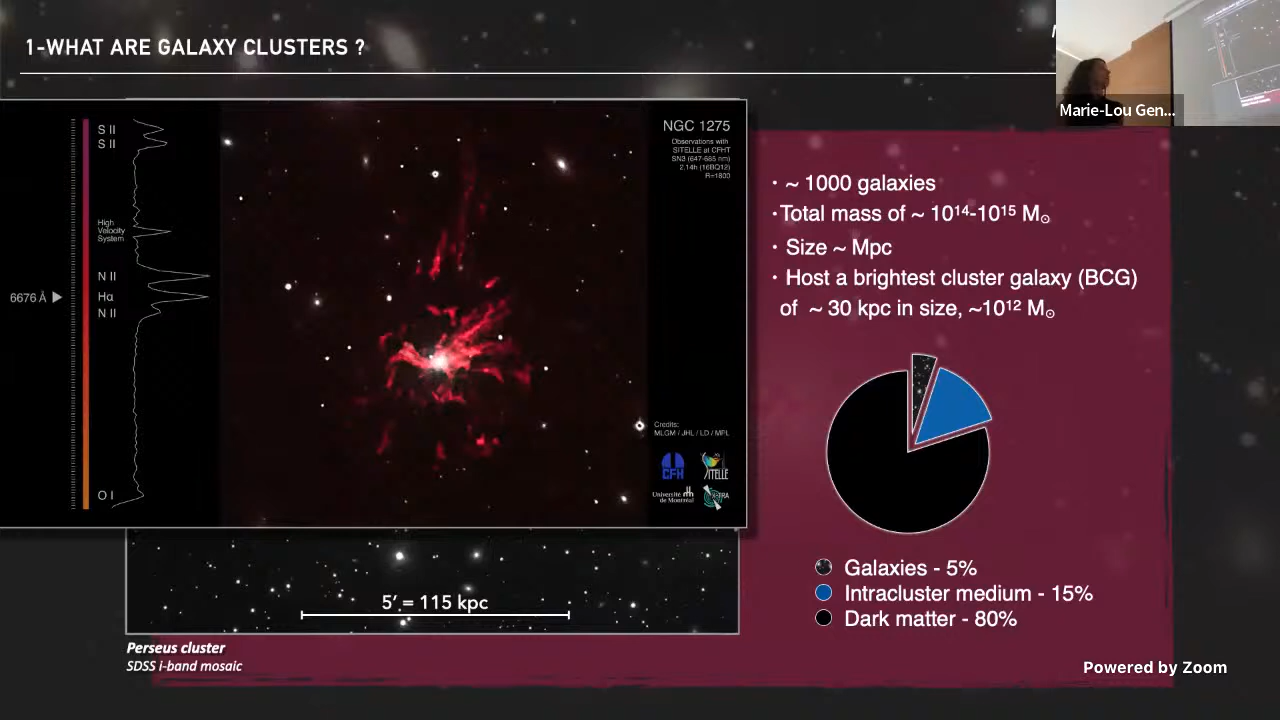 1-WHAT ARE GALAXY CLUSTERS ?
Marie-Lou Gen...
S II
S II
High
Velocity
System
N II
6676 Å
Hα
N II
O I
NGC 1275
Observations with
SITELLE at CFHT
SN3 (647-685 nm)
2.14h (16BQ12)
R=1800
Credits:
MLGM / JHL / LD / MPL
CFH
SITELLE
Université
de Montréal
· ~ 1000 galaxies
· Total mass of ~ 10¹⁴-10¹⁵ M☉
· Size ~ Mpc
· Host a brightest cluster galaxy (BCG)
of ~ 30 kpc in size, ~10¹² M☉
Galaxies - 5%
Intracluster medium - 15%
Dark matter - 80%
5′ = 115 kpc
Perseus cluster
SDSS i-band mosaic
Powered by Zoom